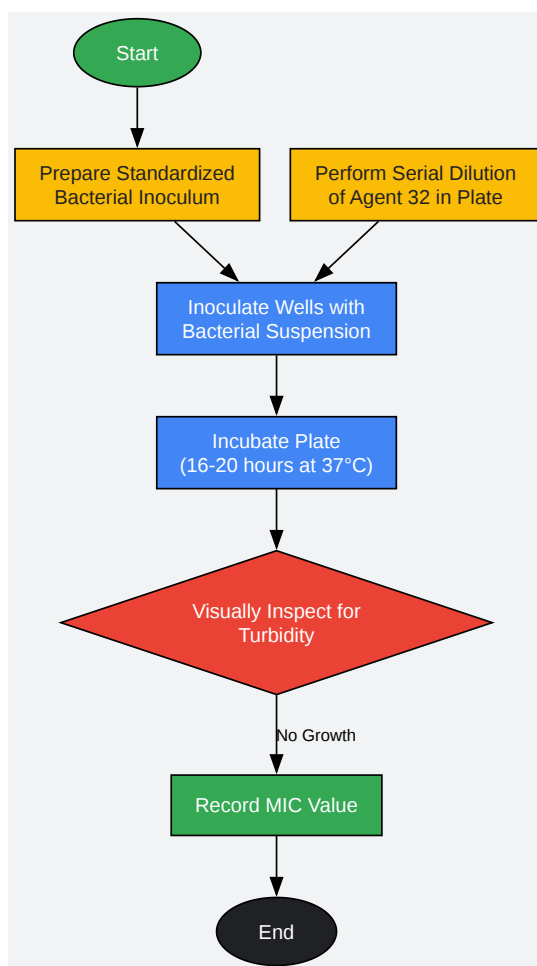 Start
Prepare Standardized
Bacterial Inoculum
Perform Serial Dilution
of Agent 32 in Plate
Inoculate Wells with
Bacterial Suspension
Incubate Plate
(16-20 hours at 37°C)
Visually Inspect for
Turbidity
No Growth
Record MIC Value
End